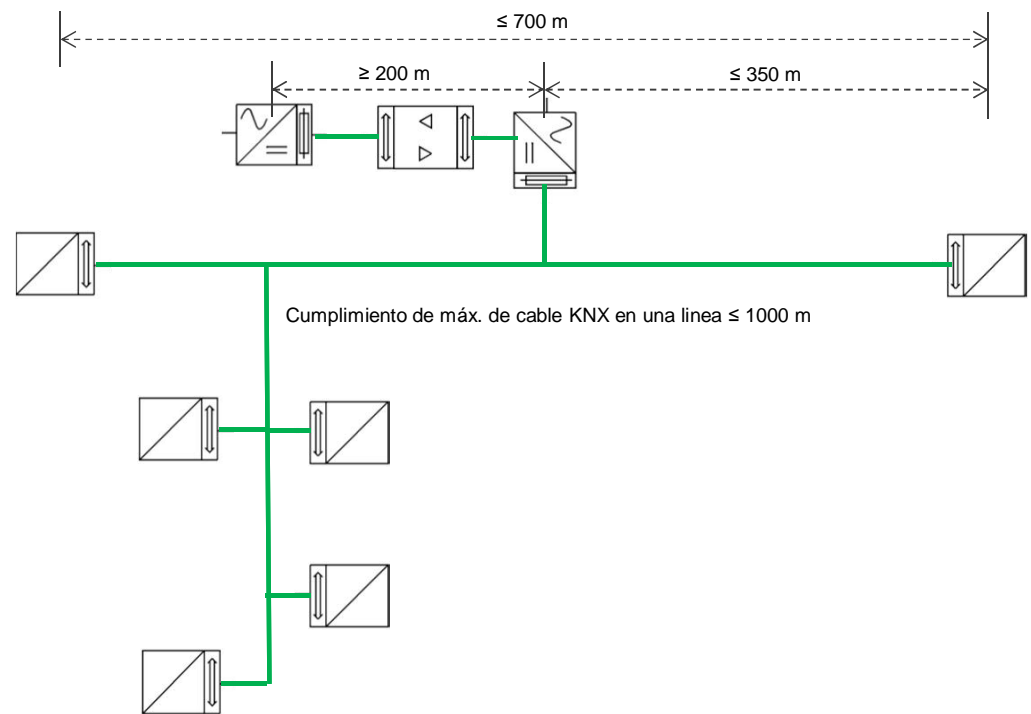 ≤ 700 m
≥ 200 m
≤ 350 m
Cumplimiento de máx. de cable KNX en una linea ≤ 1000 m